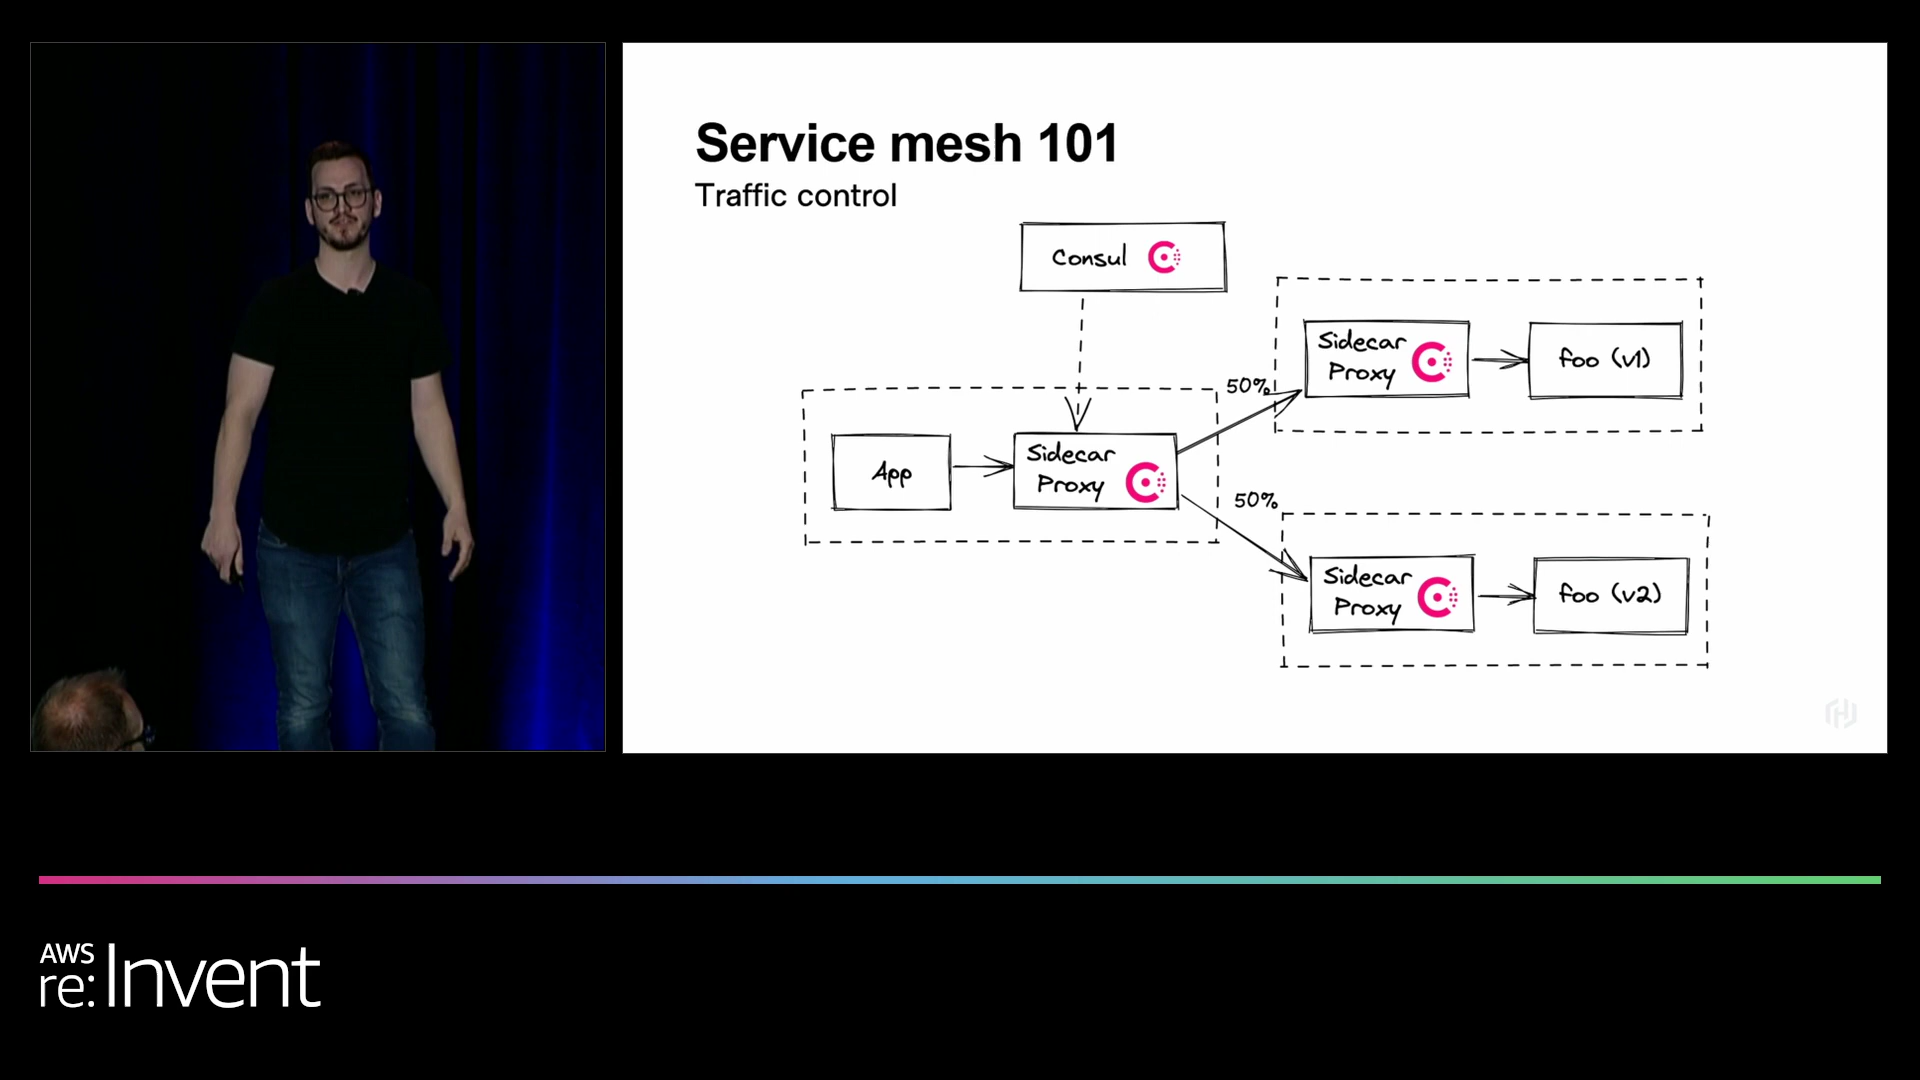 Service mesh 101
Traffic control
Consul
Sidecar
Proxy
foo (v1)
50%
App
Sidecar
Proxy
50%
Sidecar
Proxy
foo (v2)
AWS
re:Invent